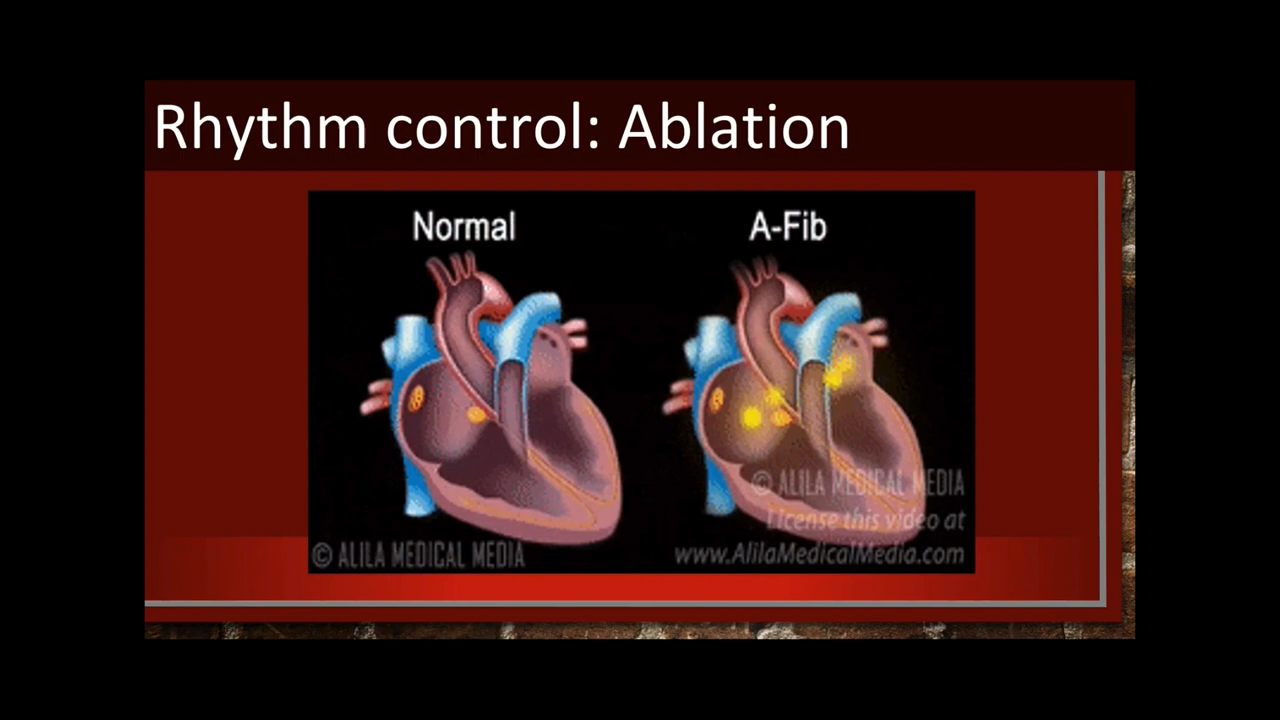 Rhythm control: Ablation
Normal
A-Fib
© ALILA MEDICAL MEDIA
© ALILA MEDICAL MEDIA
License this video at
www.AlilaMedicalMedia.com